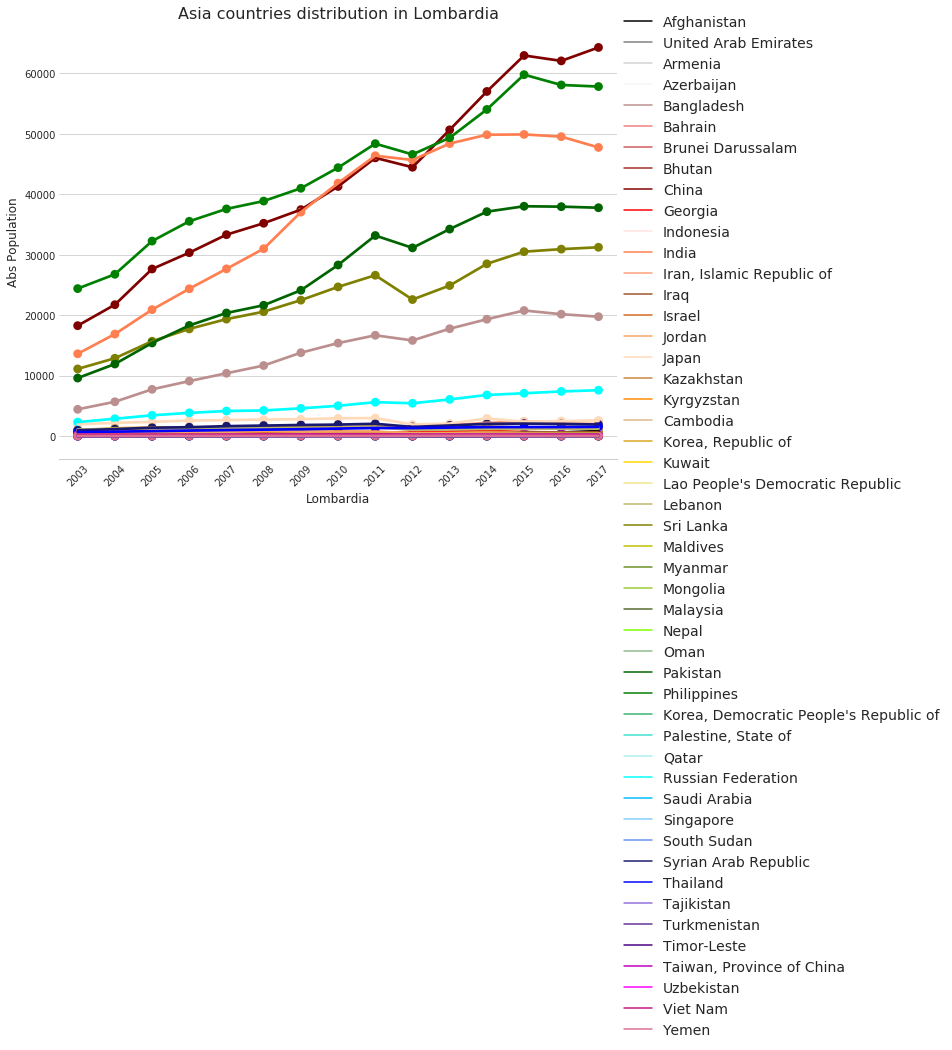 Asia countries distribution in Lombardia
Abs Population
60000
50000
40000
30000
20000
10000
0
2003
2004
2005
2006
2007
2008
2009
2010
2011
2012
2013
2014
2015
2016
2017
Lombardia
Afghanistan
United Arab Emirates
Armenia
Azerbaijan
Bangladesh
Bahrain
Brunei Darussalam
Bhutan
China
Georgia
Indonesia
India
Iran, Islamic Republic of
Iraq
Israel
Jordan
Japan
Kazakhstan
Kyrgyzstan
Cambodia
Korea, Republic of
Kuwait
Lao People's Democratic Republic
Lebanon
Sri Lanka
Maldives
Myanmar
Mongolia
Malaysia
Nepal
Oman
Pakistan
Philippines
Korea, Democratic People's Republic of
Palestine, State of
Qatar
Russian Federation
Saudi Arabia
Singapore
South Sudan
Syrian Arab Republic
Thailand
Tajikistan
Turkmenistan
Timor-Leste
Taiwan, Province of China
Uzbekistan
Viet Nam
Yemen